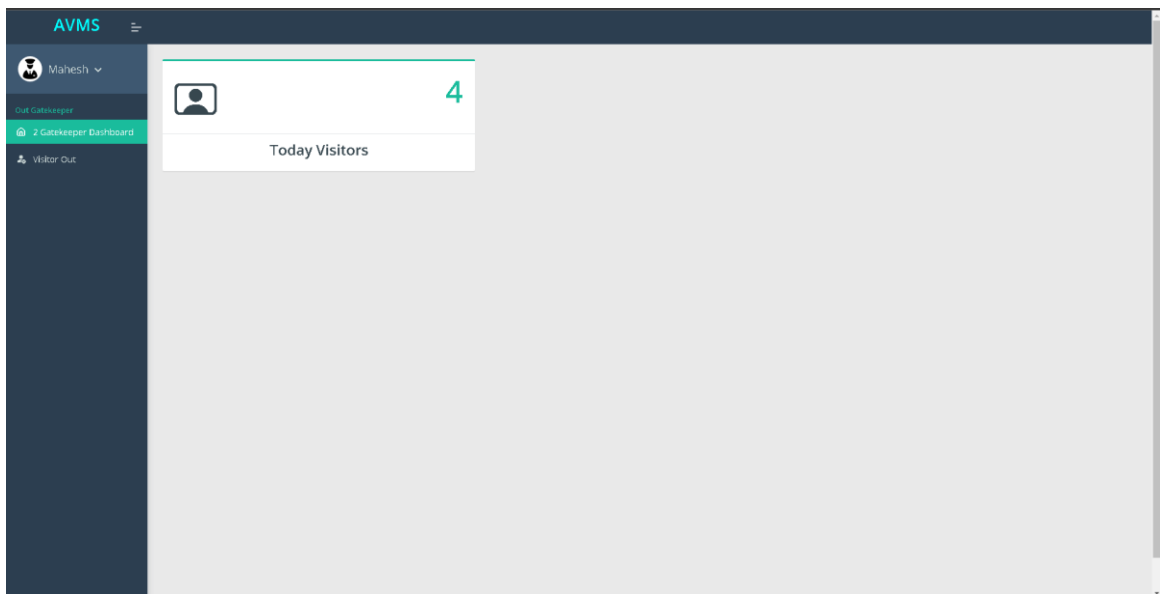 AVMS
Mahesh
Out Gatekeeper
2 Gatekeeper Dashboard
Visitor Out
4
Today Visitors